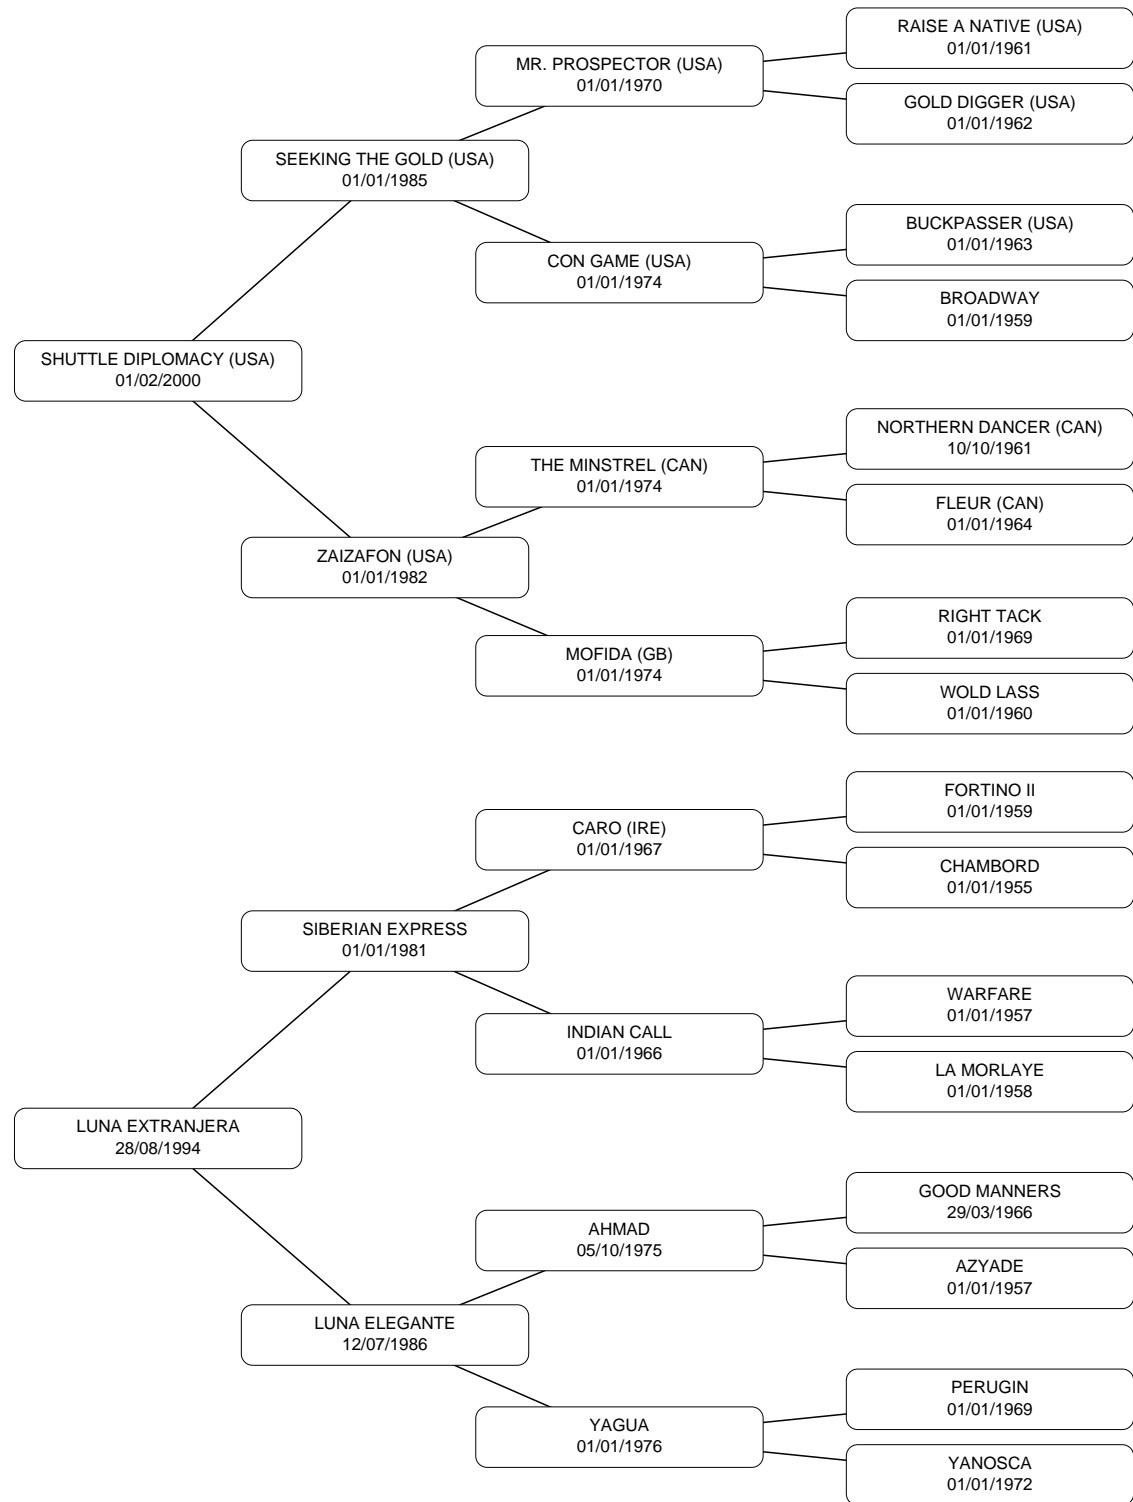 RAISE A NATIVE (USA)
01/01/1961
MR. PROSPECTOR (USA)
01/01/1970
GOLD DIGGER (USA)
01/01/1962
SEEKING THE GOLD (USA)
01/01/1985
BUCKPASSER (USA)
01/01/1963
CON GAME (USA)
01/01/1974
BROADWAY
01/01/1959
SHUTTLE DIPLOMACY (USA)
01/02/2000
NORTHERN DANCER (CAN)
10/10/1961
THE MINSTREL (CAN)
01/01/1974
FLEUR (CAN)
01/01/1964
ZAIZAFON (USA)
01/01/1982
RIGHT TACK
01/01/1969
MOFIDA (GB)
01/01/1974
WOLD LASS
01/01/1960
FORTINO II
01/01/1959
CARO (IRE)
01/01/1967
CHAMBORD
01/01/1955
SIBERIAN EXPRESS
01/01/1981
WARFARE
01/01/1957
INDIAN CALL
01/01/1966
LA MORLAYE
01/01/1958
LUNA EXTRANJERA
28/08/1994
GOOD MANNERS
29/03/1966
AHMAD
05/10/1975
AZYADE
01/01/1957
LUNA ELEGANTE
12/07/1986
PERUGIN
01/01/1969
YAGUA
01/01/1976
YANOSCA
01/01/1972